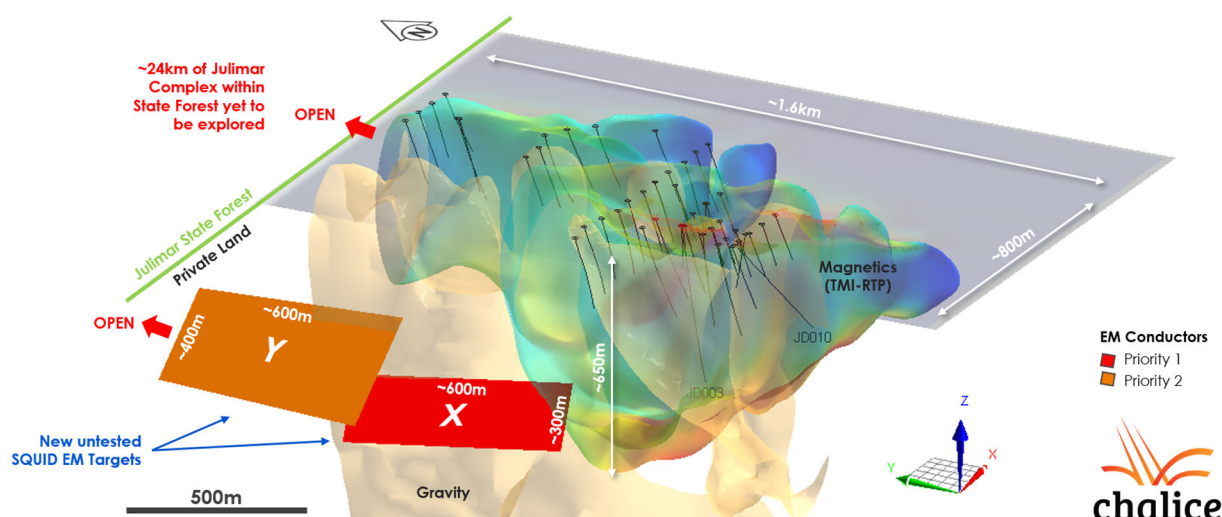 ~24km of Julimar
Complex within
State Forest yet to
be explored
OPEN
N
~1.6km
Julimar State Forest
Private Land
~800m
Magnetics
(TMI-RTP)
OPEN
~600m
~400m
Y
~650m
JD010
JD003
EM Conductors
Priority 1
Priority 2
~600m
X
~300m
New untested
SQUID EM Targets
Gravity
500m
Z
Y
X
chalice